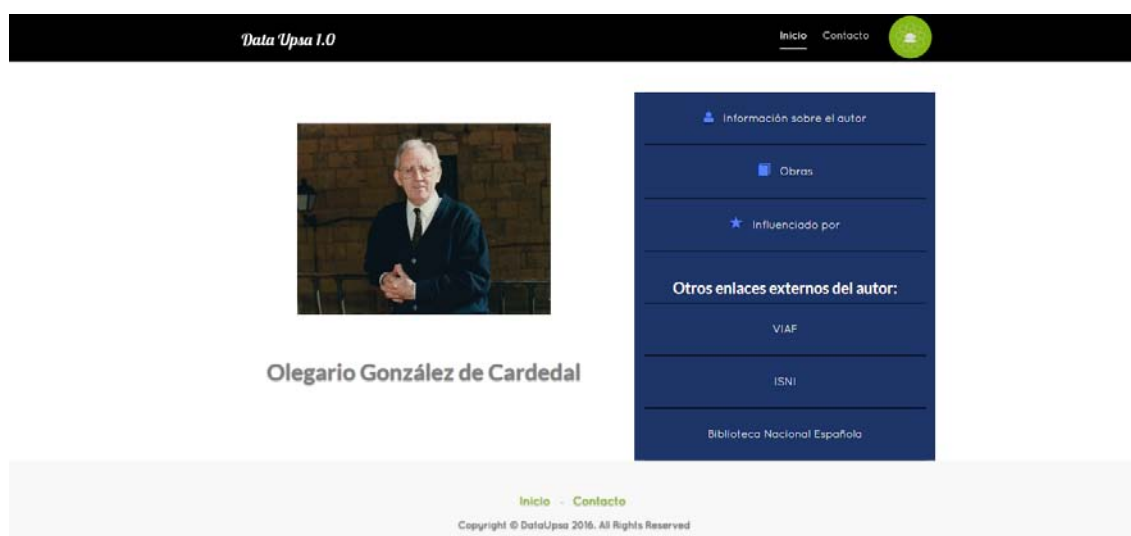 Data Upsa 1.0
Inicio Contacto
Información sobre el autor
Obras
Influenciado por
Otros enlaces externos del autor:
VIAF
ISNI
Biblioteca Nacional Española
Olegario González de Cardedal
Inicio - Contacto
Copyright © DataUpsa 2016. All Rights Reserved